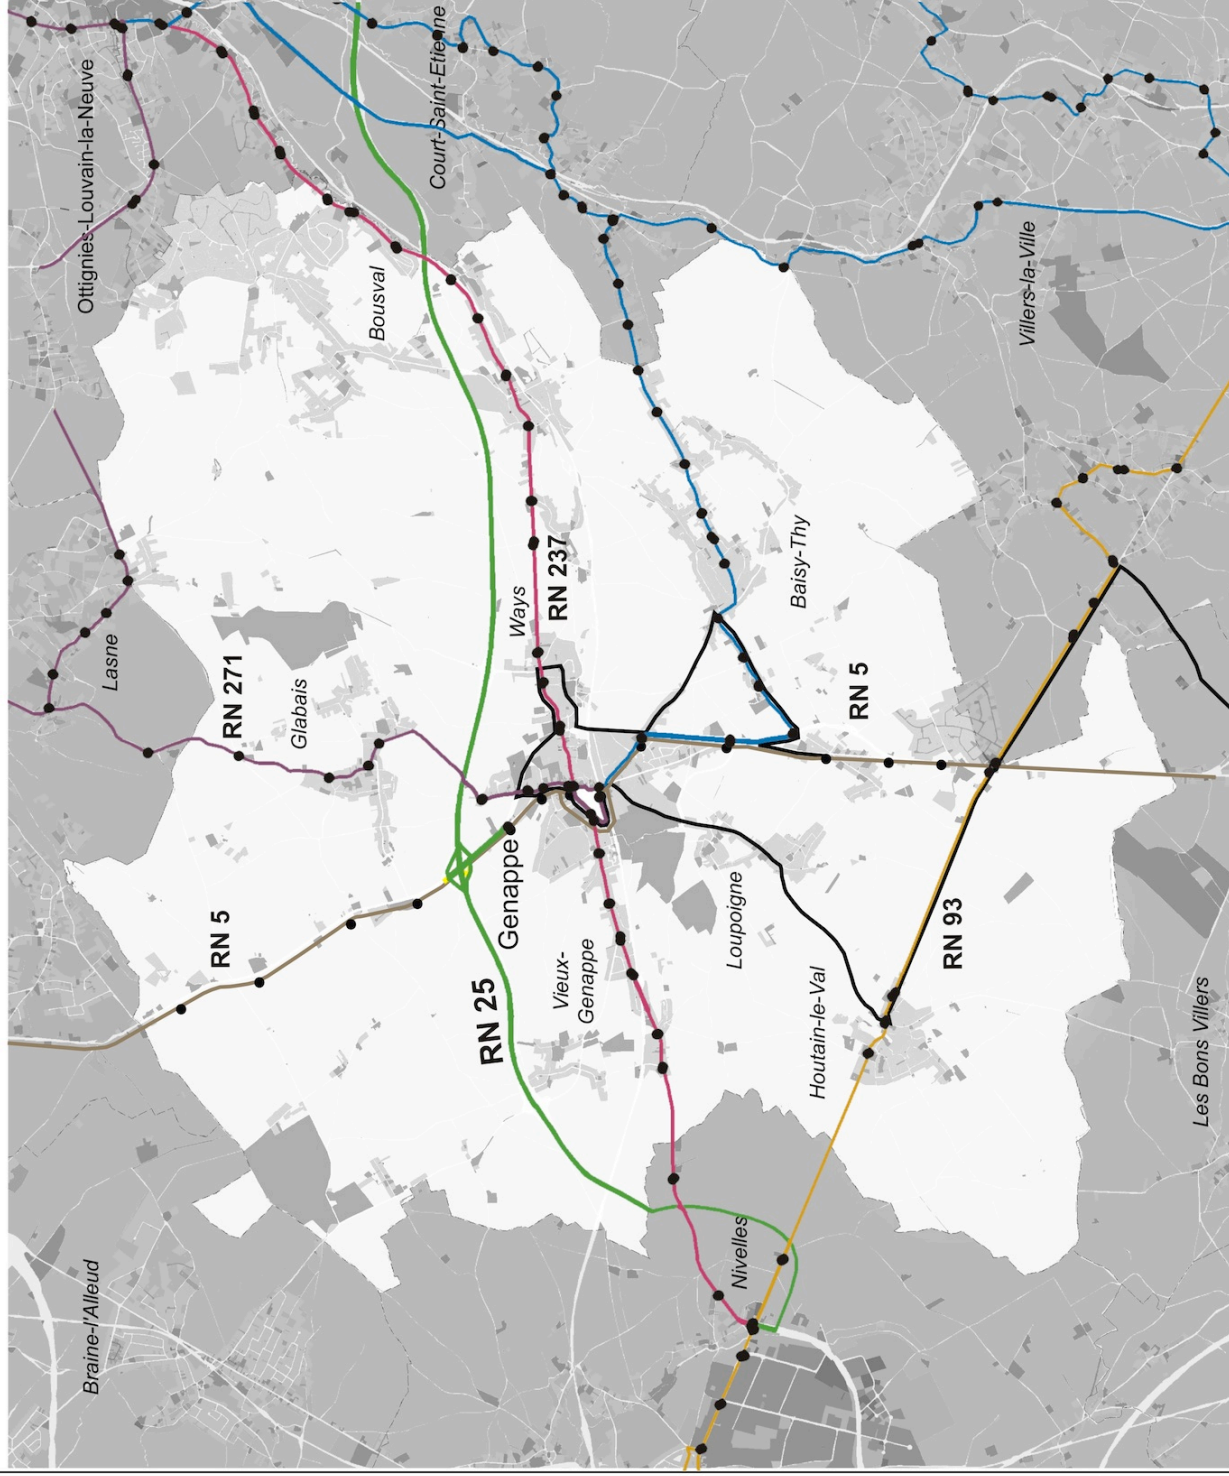 Braine-l'Alleud
RN 5
RN 271
Lasne
Glabais
Ottignies-Louvain-la-Neuve
Bousval
Court-Saint-Etienne
RN 25
Genappe
Ways
RN 237
Vieux-
Genappe
Nivelles
Loupoigne
Baisy-Thy
RN 5
Houtain-le-Val
RN 93
Villers-la-Ville
Les Bons Villers